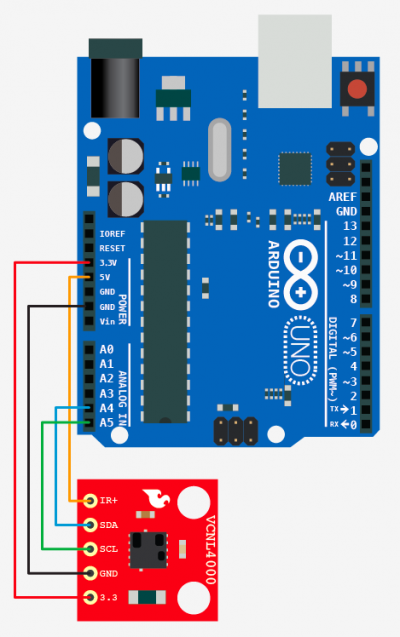 IOREF
RESET
3.3V
5V
GND
GND
Vin
POWER
A0
A1
A2
A3
A4
A5
ANALOG IN
ARDUINO
UNO
AREF
GND
13
12
~11
~10
~9
8
7
~6
~5
4
~3
2
TX→1
RX←0
DIGITAL (PWM~)
IR+
SDA
SCL
GND
3.3
VCNL4000